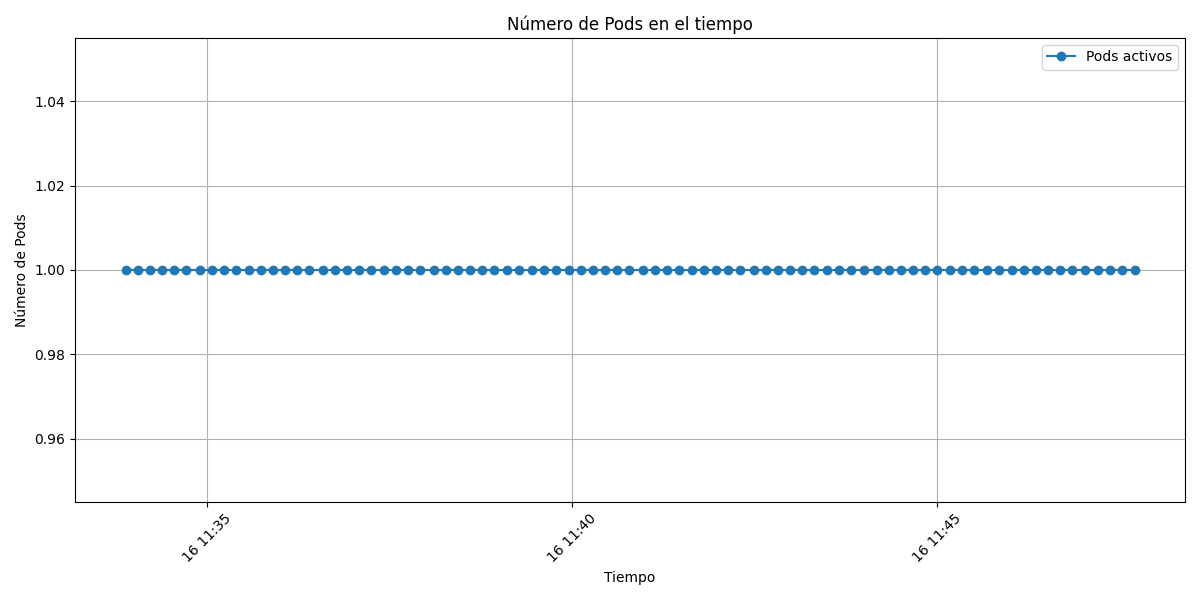 Número de Pods en el tiempo
Pods activos
Número de Pods
1.04
1.02
1.00
0.98
0.96
16 11:35
16 11:40
16 11:45
Tiempo